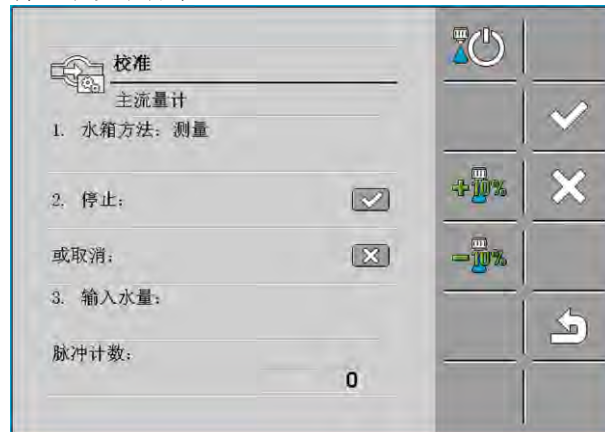 校准
主流量计
1. 水箱方法：测量
2. 停止：
或取消：
3. 输入水量：
脉冲计数：
0
+10%
-10%